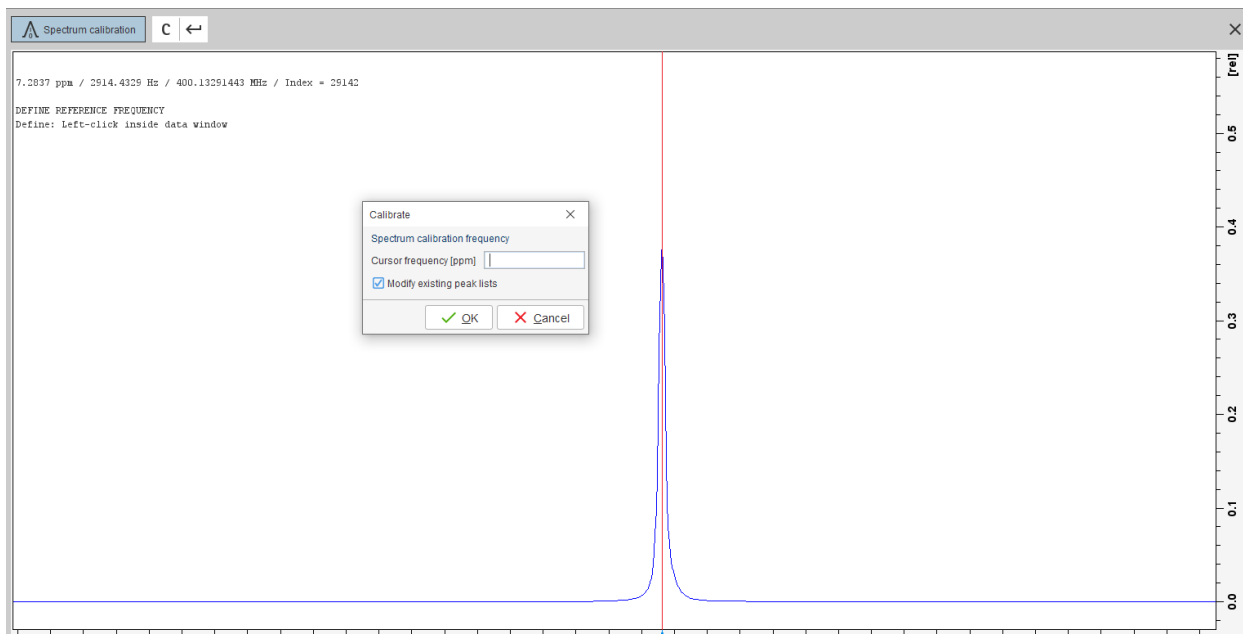 Spectrum calibration C
[rel]
7.2837 ppm / 2914.4329 Hz / 400.13291443 MHz / Index = 29142
DEFINE REFERENCE FREQUENCY
Define: Left-click inside data window
0.5
Calibrate
0.4
Spectrum calibration frequency
Cursor frequency [ppm]
Modify existing peak lists
OK Cancel
0.3
0.2
0.1
0.0